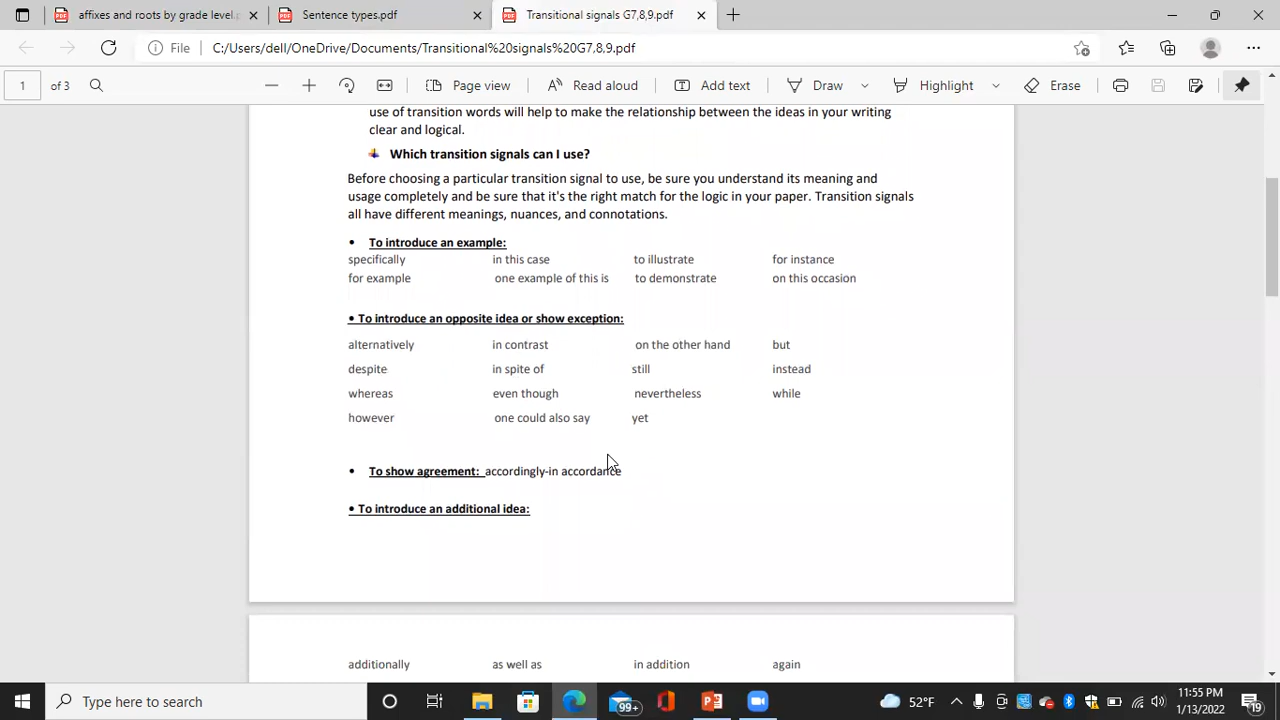 affixes and roots by grade level.
Sentence types.pdf
Transitional signals G7,8,9.pdf
File C:/Users/dell/OneDrive/Documents/Transitional%20signals%20G7,8,9.pdf
1 of 3 Page view Read aloud Add text Draw Highlight Erase
use of transition words will help to make the relationship between the ideas in your writing
clear and logical.
Which transition signals can I use?
Before choosing a particular transition signal to use, be sure you understand its meaning and
usage completely and be sure that it's the right match for the logic in your paper. Transition signals
all have different meanings, nuances, and connotations.
• To introduce an example:
specifically in this case to illustrate for instance
for example one example of this is to demonstrate on this occasion
• To introduce an opposite idea or show exception:
alternatively in contrast on the other hand but
despite in spite of still instead
whereas even though nevertheless while
however one could also say yet
• To show agreement: accordingly-in accordance
• To introduce an additional idea:
additionally as well as in addition again
Type here to search
99+
52°F
11:55 PM
1/13/2022
19